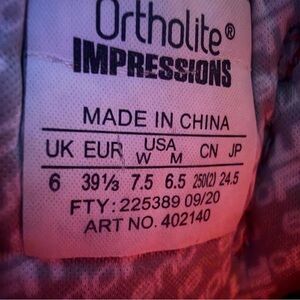 Ortholite®
IMPRESSIONS
MADE IN CHINA
UK EUR USA CN JP
W M
6 39⅓ 7.5 6.5 250(2) 24.5
FTY: 225389 09/20
ART NO. 402140